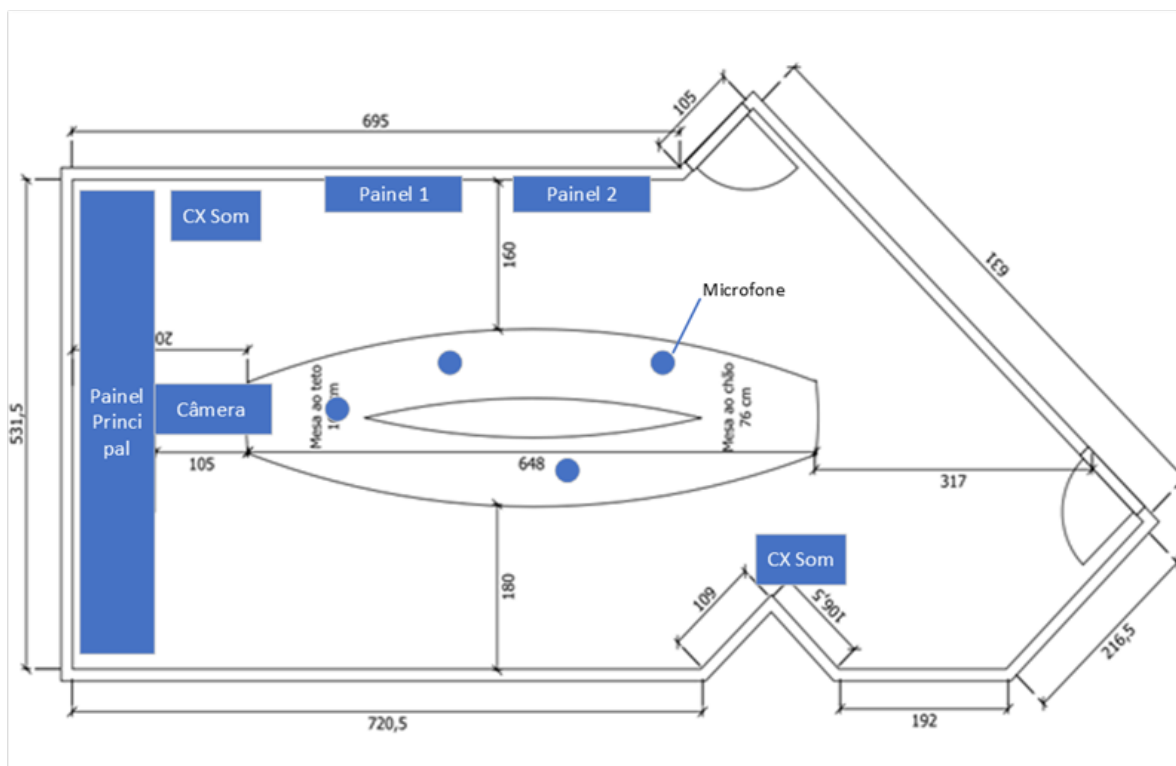 105
695
Painel 1
Painel 2
CX Som
631
160
Microfone
20
Painel
Princi
pal
Câmera
Mesa ao teto
Mesa ao chão
76 cm
531,5
105
648
317
180
CX Som
109
106,5
216,5
720,5
192